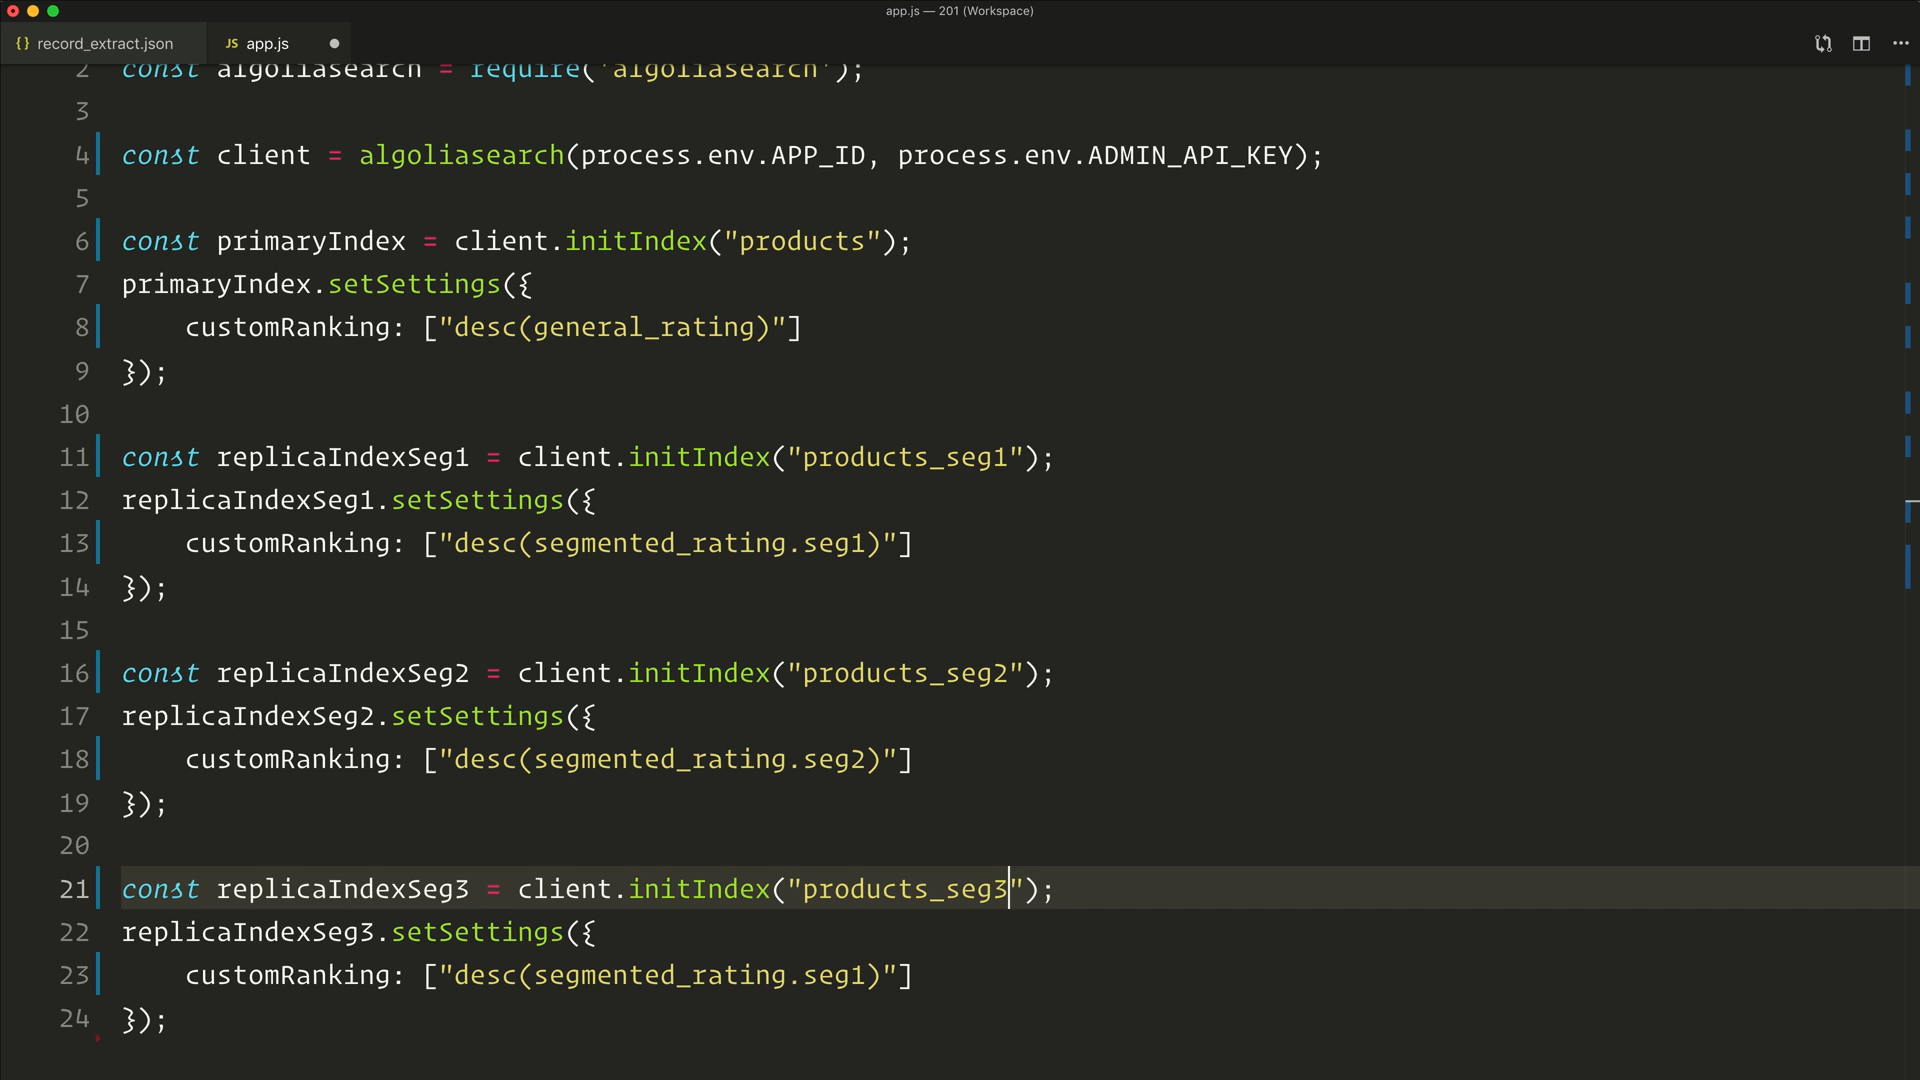 app.js — 201 (Workspace)
{} record_extract.json
JS app.js
2 const algoliasearch = require('algoliasearch');
3
4 const client = algoliasearch(process.env.APP_ID, process.env.ADMIN_API_KEY);
5
6 const primaryIndex = client.initIndex("products");
7 primaryIndex.setSettings({
8     customRanking: ["desc(general_rating)"]
9 });
10
11 const replicaIndexSeg1 = client.initIndex("products_seg1");
12 replicaIndexSeg1.setSettings({
13     customRanking: ["desc(segmented_rating.seg1)"]
14 });
15
16 const replicaIndexSeg2 = client.initIndex("products_seg2");
17 replicaIndexSeg2.setSettings({
18     customRanking: ["desc(segmented_rating.seg2)"]
19 });
20
21 const replicaIndexSeg3 = client.initIndex("products_seg3");
22 replicaIndexSeg3.setSettings({
23     customRanking: ["desc(segmented_rating.seg1)"]
24 });